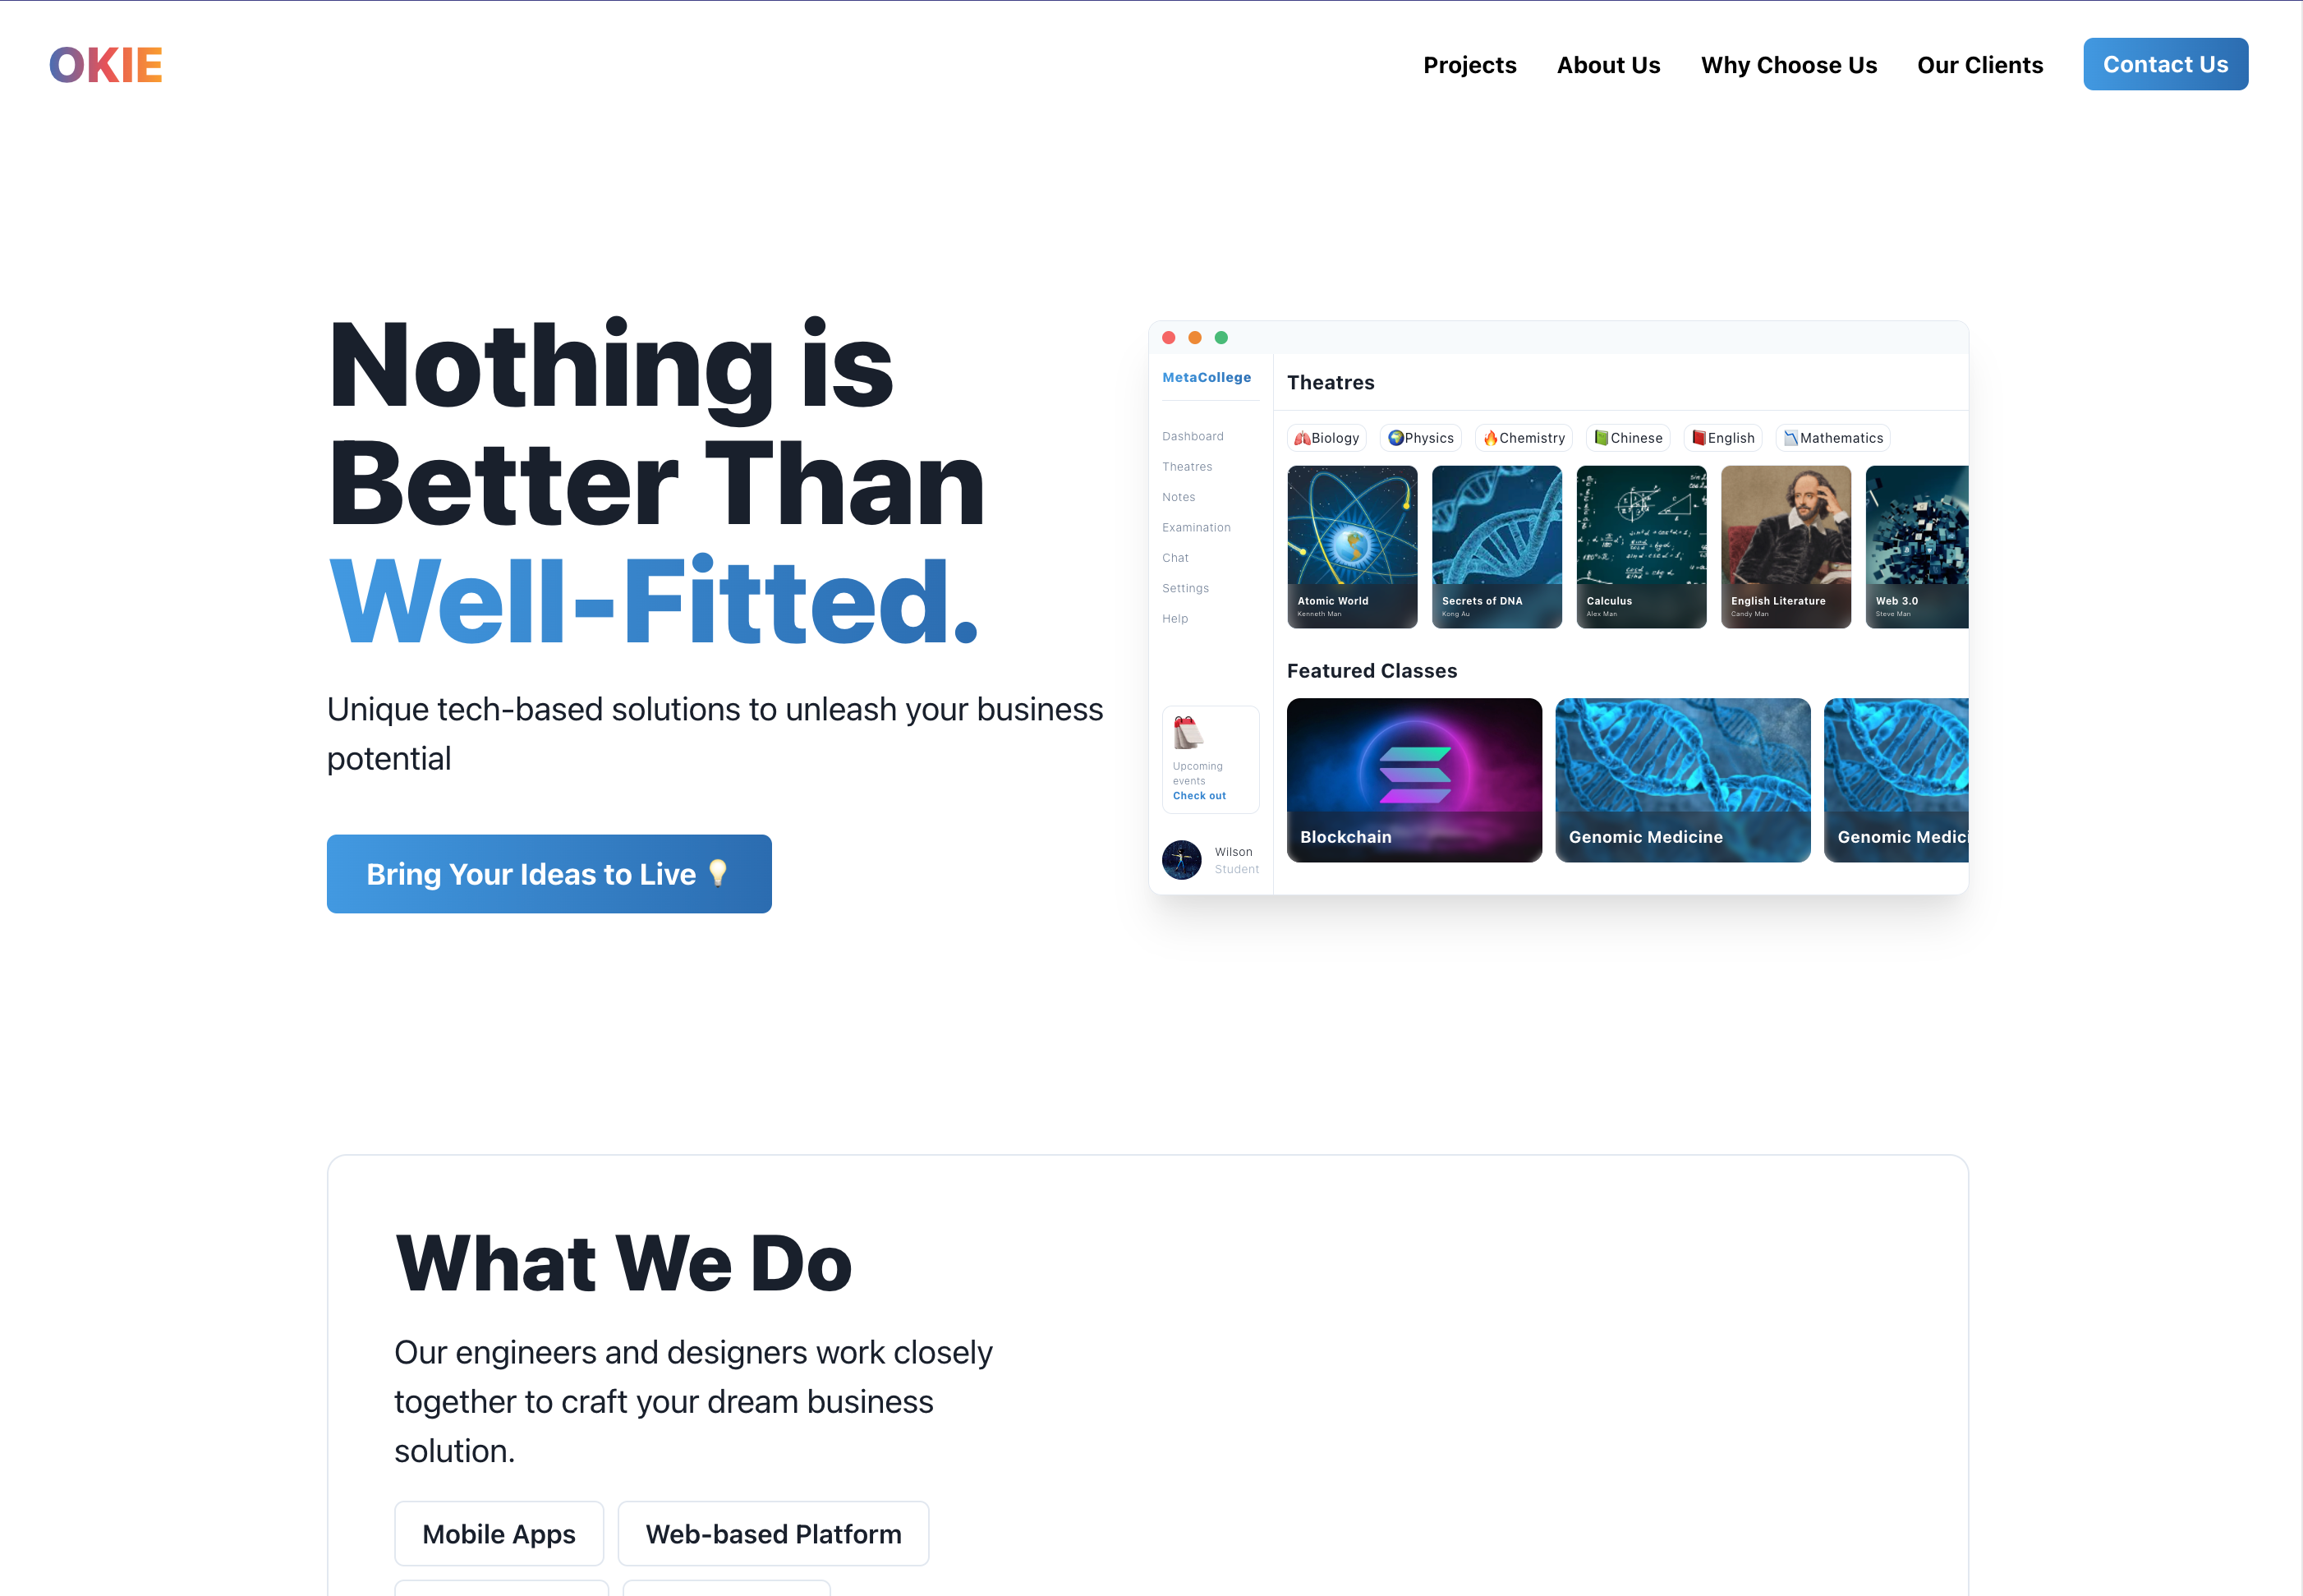 OKIE
Projects
About Us
Why Choose Us
Our Clients
Contact Us
Nothing is
Better Than
Well-Fitted.
Unique tech-based solutions to unleash your business
potential
Bring Your Ideas to Live
MetaCollege
Dashboard
Theatres
Notes
Examination
Chat
Settings
Help
Upcoming
events
Check out
Wilson
Student
Theatres
Biology
Physics
Chemistry
Chinese
English
Mathematics
Atomic World
Kenneth Man
Secrets of DNA
Kong Au
Calculus
Alex Man
English Literature
Candy Man
Web 3.0
Steve Man
Featured Classes
Blockchain
Genomic Medicine
Genomic Medici
What We Do
Our engineers and designers work closely
together to craft your dream business
solution.
Mobile Apps
Web-based Platform